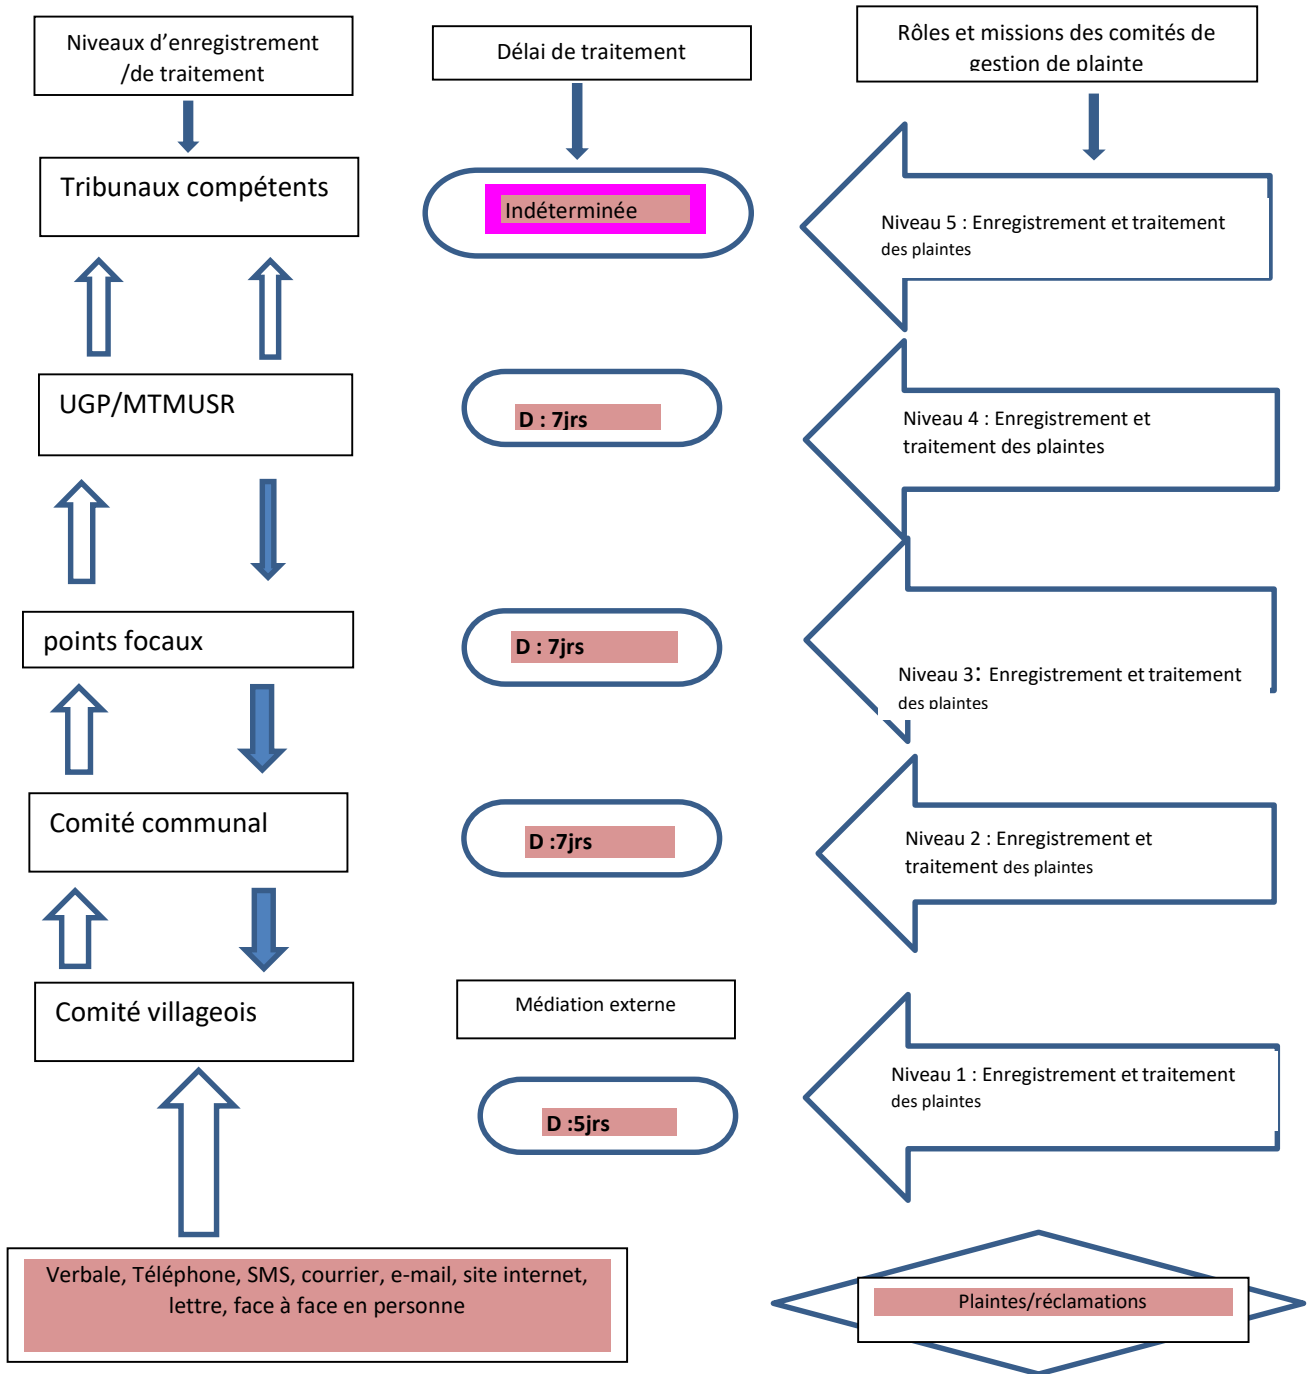 Niveaux d’enregistrement
/de traitement
Délai de traitement
Rôles et missions des comités de
gestion de plainte
Tribunaux compétents
Indéterminée
Niveau 5 : Enregistrement et traitement
des plaintes
UGP/MTMUSR
D : 7jrs
Niveau 4 : Enregistrement et
traitement des plaintes
points focaux
D : 7jrs
Niveau 3: Enregistrement et traitement
des plaintes
Comité communal
D :7jrs
Niveau 2 : Enregistrement et
traitement des plaintes
Comité villageois
Médiation externe
D :5jrs
Niveau 1 : Enregistrement et traitement
des plaintes
Verbale, Téléphone, SMS, courrier, e-mail, site internet,
lettre, face à face en personne
Plaintes/réclamations